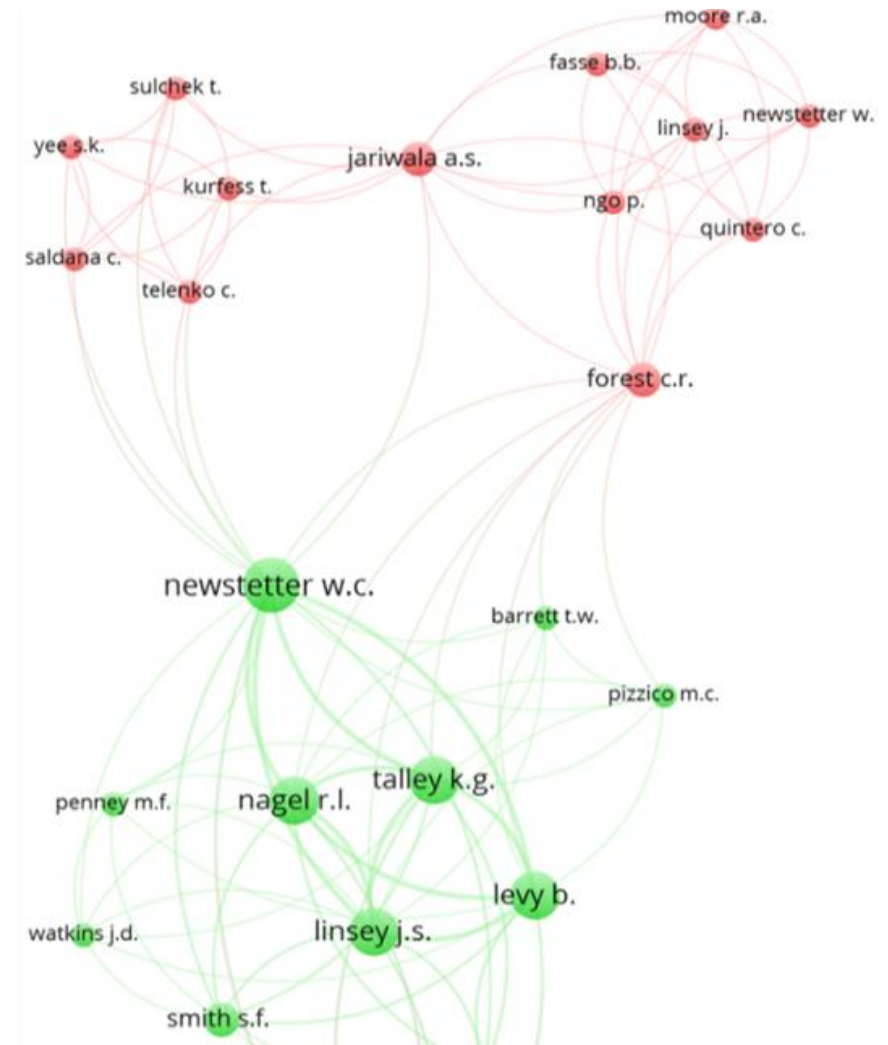 moore r.a.
fasse b.b.
sulchek t.
newstetter w.
linsey j.
yee s.k.
jariwala a.s.
kurfess t.
ngo p.
quintero c.
saldana c.
telenko c.
forest c.r.
newstetter w.c.
barrett t.w.
pizzico m.c.
talley k.g.
penney m.f.
nagel r.l.
levy b.
watkins j.d.
linsey j.s.
smith s.f.